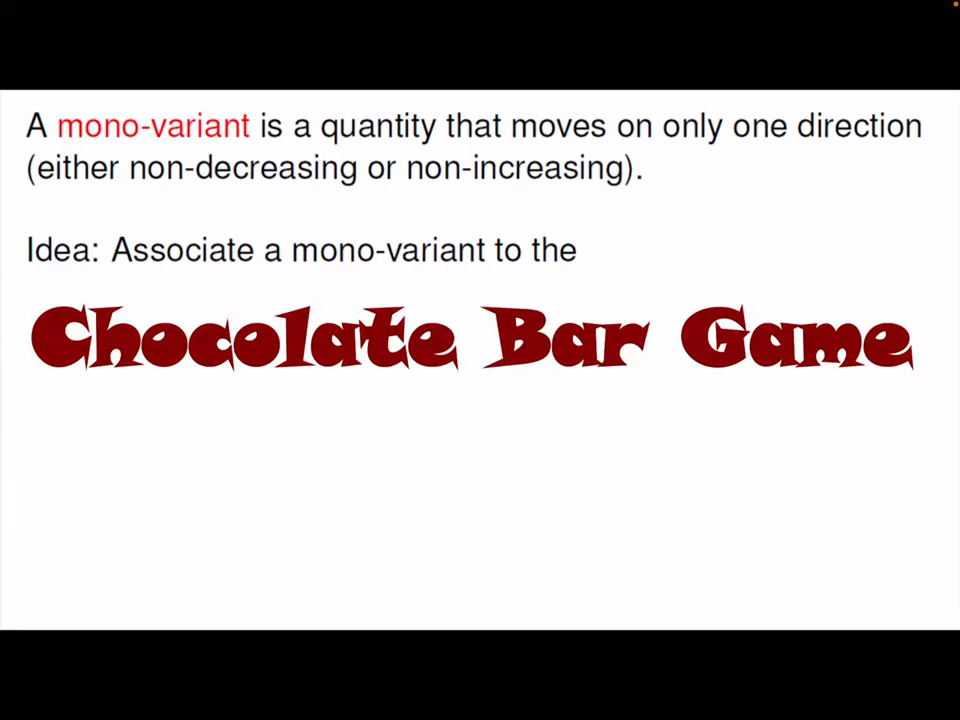 A mono-variant is a quantity that moves on only one direction
(either non-decreasing or non-increasing).
Idea: Associate a mono-variant to the
Chocolate Bar Game